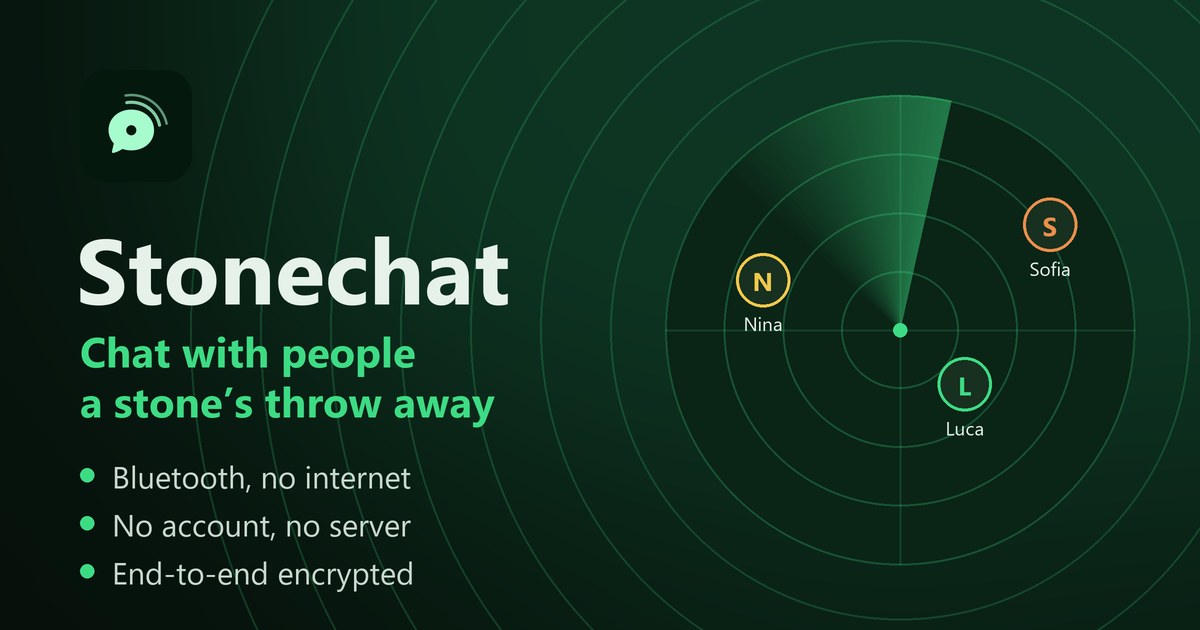 Stonechat
Chat with people
a stone’s throw away
Bluetooth, no internet
No account, no server
End-to-end encrypted
N
Nina
S
Sofia
L
Luca